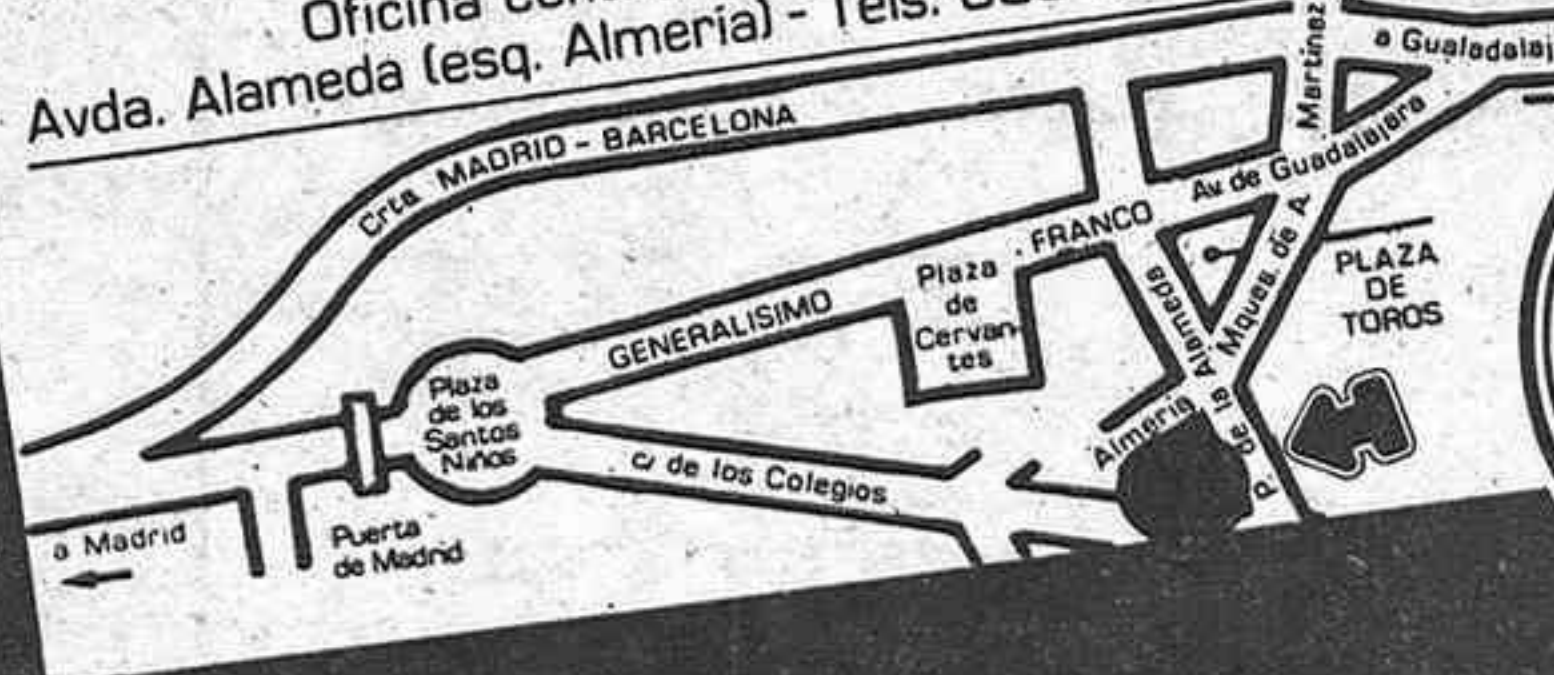 Oficina
Avda. Alameda (esq. Almería) - Tels.
Martínez
a Gualadalaj
Crta. MADRID - BARCELONA
Av. de Guadalajara
GENERALISIMO . FRANCO
Plaza
de
Cervan-
tes
P. de la Alameda
Mques. de A
PLAZA
DE
TOROS
Plaza
de los
Santos
Niños
Almería
c/ de los Colegios
a Madrid
Puerta
de Madrid